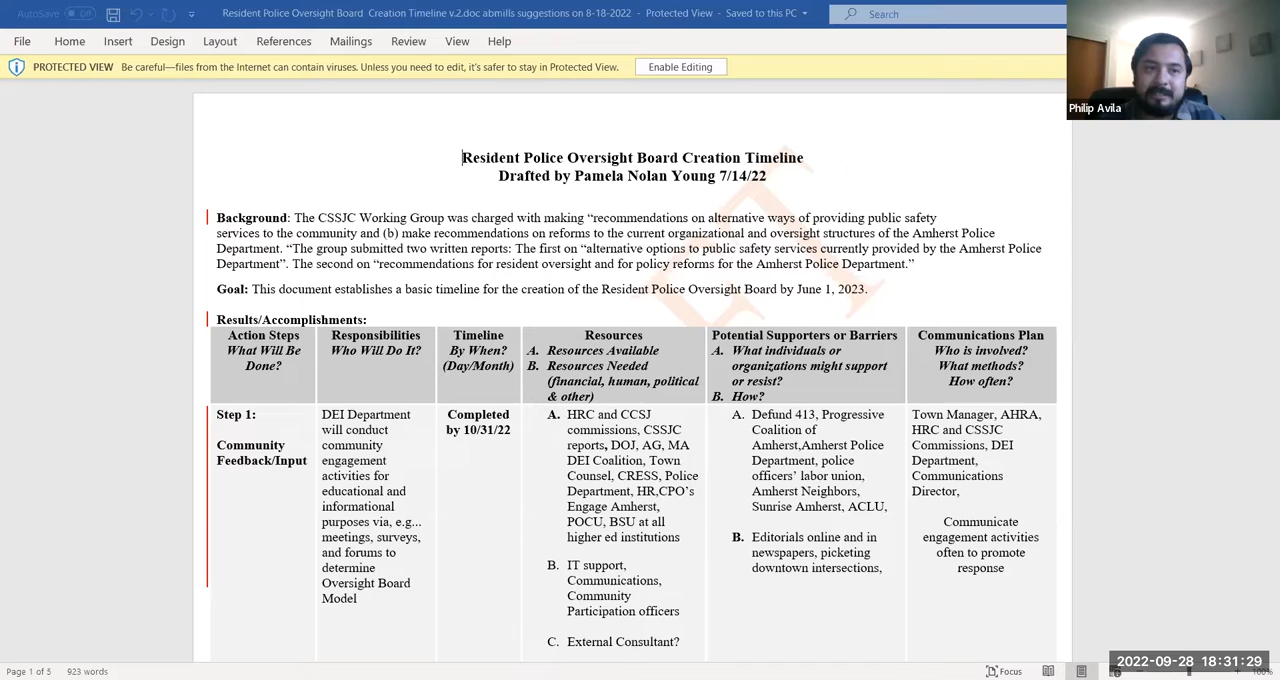 AutoSave Off
Resident Police Oversight Board Creation Timeline v.2.doc abmills suggestions on 8-18-2022 - Protected View - Saved to this PC
Search
File Home Insert Design Layout References Mailings Review View Help
PROTECTED VIEW Be careful—files from the Internet can contain viruses. Unless you need to edit, it's safer to stay in Protected View. Enable Editing
Philip Avila
Resident Police Oversight Board Creation Timeline
Drafted by Pamela Nolan Young 7/14/22
Background: The CSSJC Working Group was charged with making “recommendations on alternative ways of providing public safety
services to the community and (b) make recommendations on reforms to the current organizational and oversight structures of the Amherst Police
Department. “The group submitted two written reports: The first on “alternative options to public safety services currently provided by the Amherst Police
Department”. The second on “recommendations for resident oversight and for policy reforms for the Amherst Police Department.”
Goal: This document establishes a basic timeline for the creation of the Resident Police Oversight Board by June 1, 2023.
Results/Accomplishments:
Action Steps
What Will Be
Done?
Responsibilities
Who Will Do It?
Timeline
By When?
(Day/Month)
Resources
A. Resources Available
B. Resources Needed
(financial, human, political
& other)
Potential Supporters or Barriers
A. What individuals or
organizations might support
or resist?
B. How?
Communications Plan
Who is involved?
What methods?
How often?
Step 1:
Community
Feedback/Input
DEI Department
will conduct
community
engagement
activities for
educational and
informational
purposes via, e.g...
meetings, surveys,
and forums to
determine
Oversight Board
Model
Completed
by 10/31/22
A. HRC and CCSJ
commissions, CSSJC
reports, DOJ, AG, MA
DEI Coalition, Town
Counsel, CRESS, Police
Department, HR,CPO’s
Engage Amherst,
POCU, BSU at all
higher ed institutions
B. IT support,
Communications,
Community
Participation officers
C. External Consultant?
A. Defund 413, Progressive
Coalition of
Amherst,Amherst Police
Department, police
officers’ labor union,
Amherst Neighbors,
Sunrise Amherst, ACLU,
B. Editorials online and in
newspapers, picketing
downtown intersections,
Town Manager, AHRA,
HRC and CSSJC
Commissions, DEI
Department,
Communications
Director,
Communicate
engagement activities
often to promote
response
Page 1 of 5 923 words
Focus
2022-09-28 18:31:29